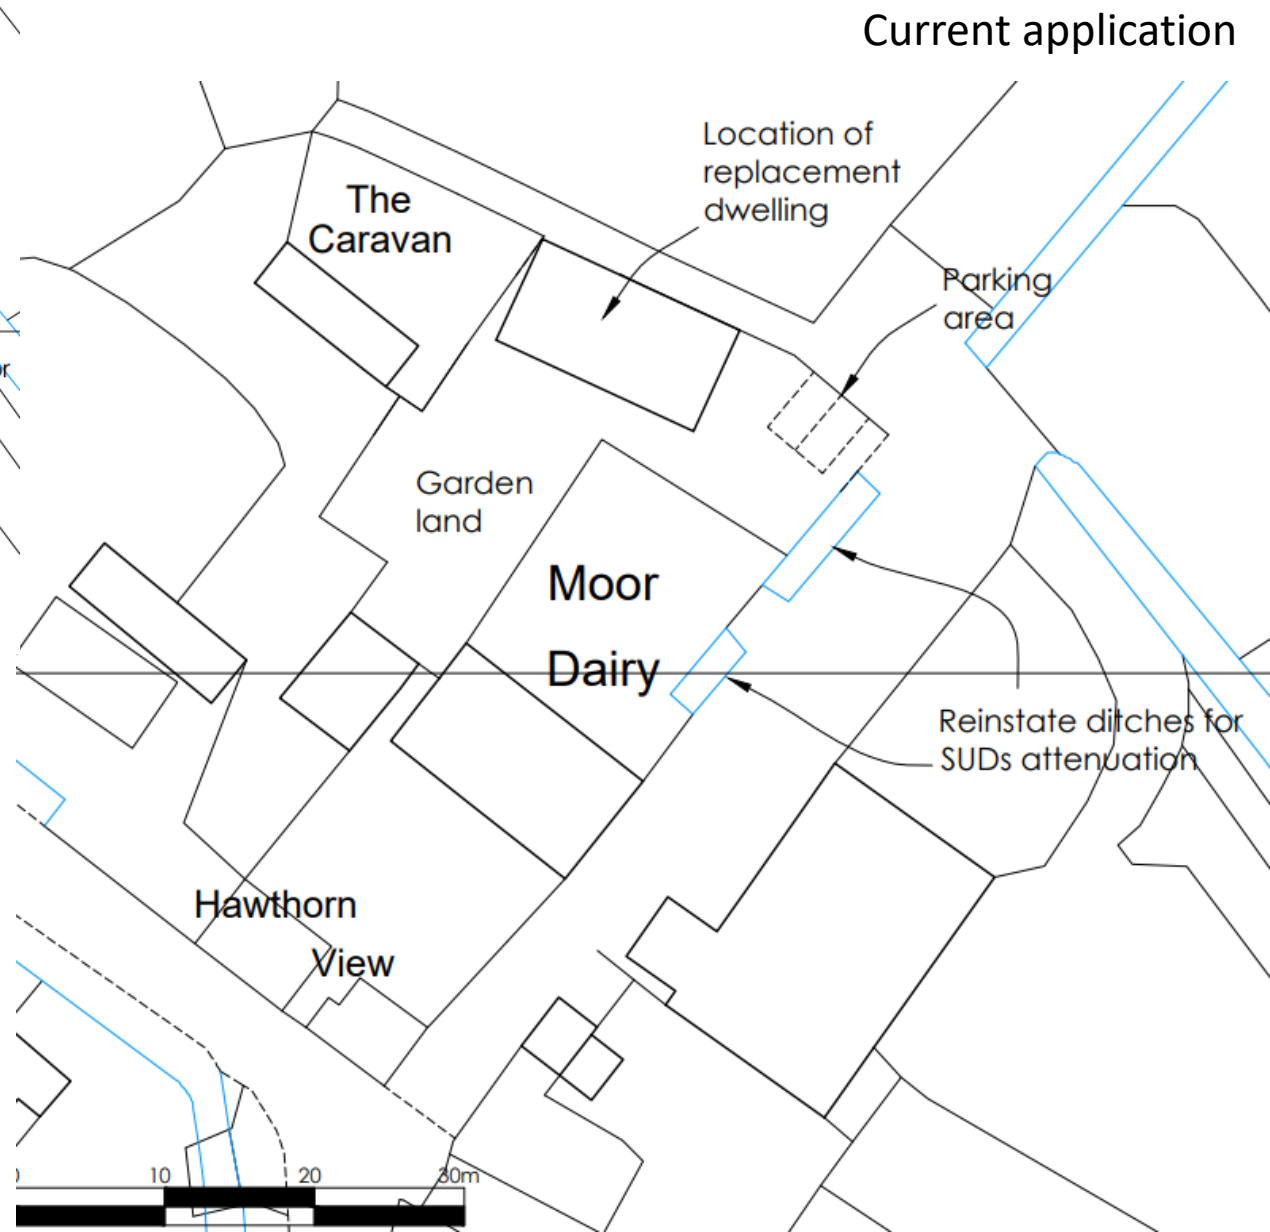 Current application
Location of
replacement
dwelling
The
Caravan
Parking
area
r
Garden
land
Moor
Dairy
Reinstate ditches for
SUDs attenuation
Hawthorn
View
10 20 30m